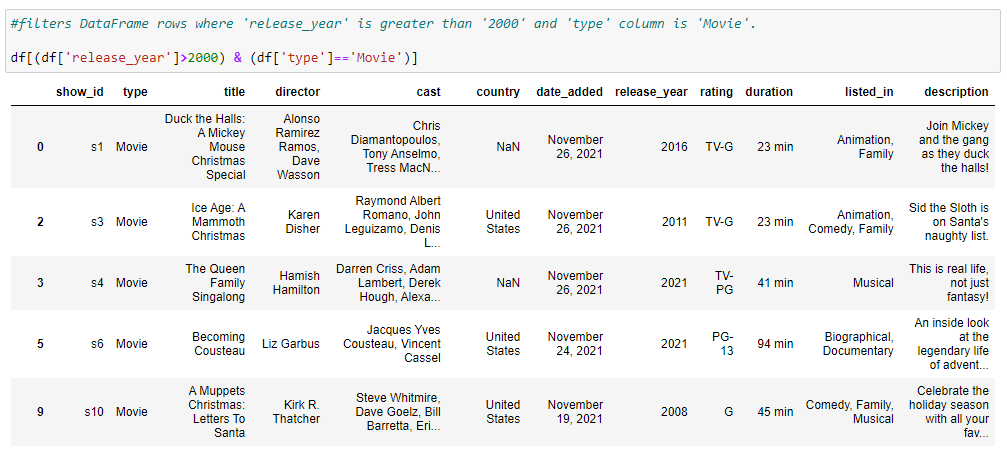 #filters DataFrame rows where 'release_year' is greater than '2000' and 'type' column is 'Movie'.
df[(df['release_year']>2000) & (df['type']=='Movie')]
show_id type title director cast country date_added release_year rating duration listed_in description
0 s1 Movie Duck the Halls: A Mickey Mouse Christmas Special Alonso Ramirez Ramos, Dave Wasson Chris Diamantopoulos, Tony Anselmo, Tress MacN... NaN November 26, 2021 2016 TV-G 23 min Animation, Family Join Mickey and the gang as they duck the halls!
2 s3 Movie Ice Age: A Mammoth Christmas Karen Disher Raymond Albert Romano, John Leguizamo, Denis L... United States November 26, 2021 2011 TV-G 23 min Animation, Comedy, Family Sid the Sloth is on Santa's naughty list.
3 s4 Movie The Queen Family Singalong Hamish Hamilton Darren Criss, Adam Lambert, Derek Hough, Alexa... NaN November 26, 2021 2021 TV-PG 41 min Musical This is real life, not just fantasy!
5 s6 Movie Becoming Cousteau Liz Garbus Jacques Yves Cousteau, Vincent Cassel United States November 24, 2021 2021 PG-13 94 min Biographical, Documentary An inside look at the legendary life of advent...
9 s10 Movie A Muppets Christmas: Letters To Santa Kirk R. Thatcher Steve Whitmire, Dave Goelz, Bill Barretta, Eri... United States November 19, 2021 2008 G 45 min Comedy, Family, Musical Celebrate the holiday season with all your fav...